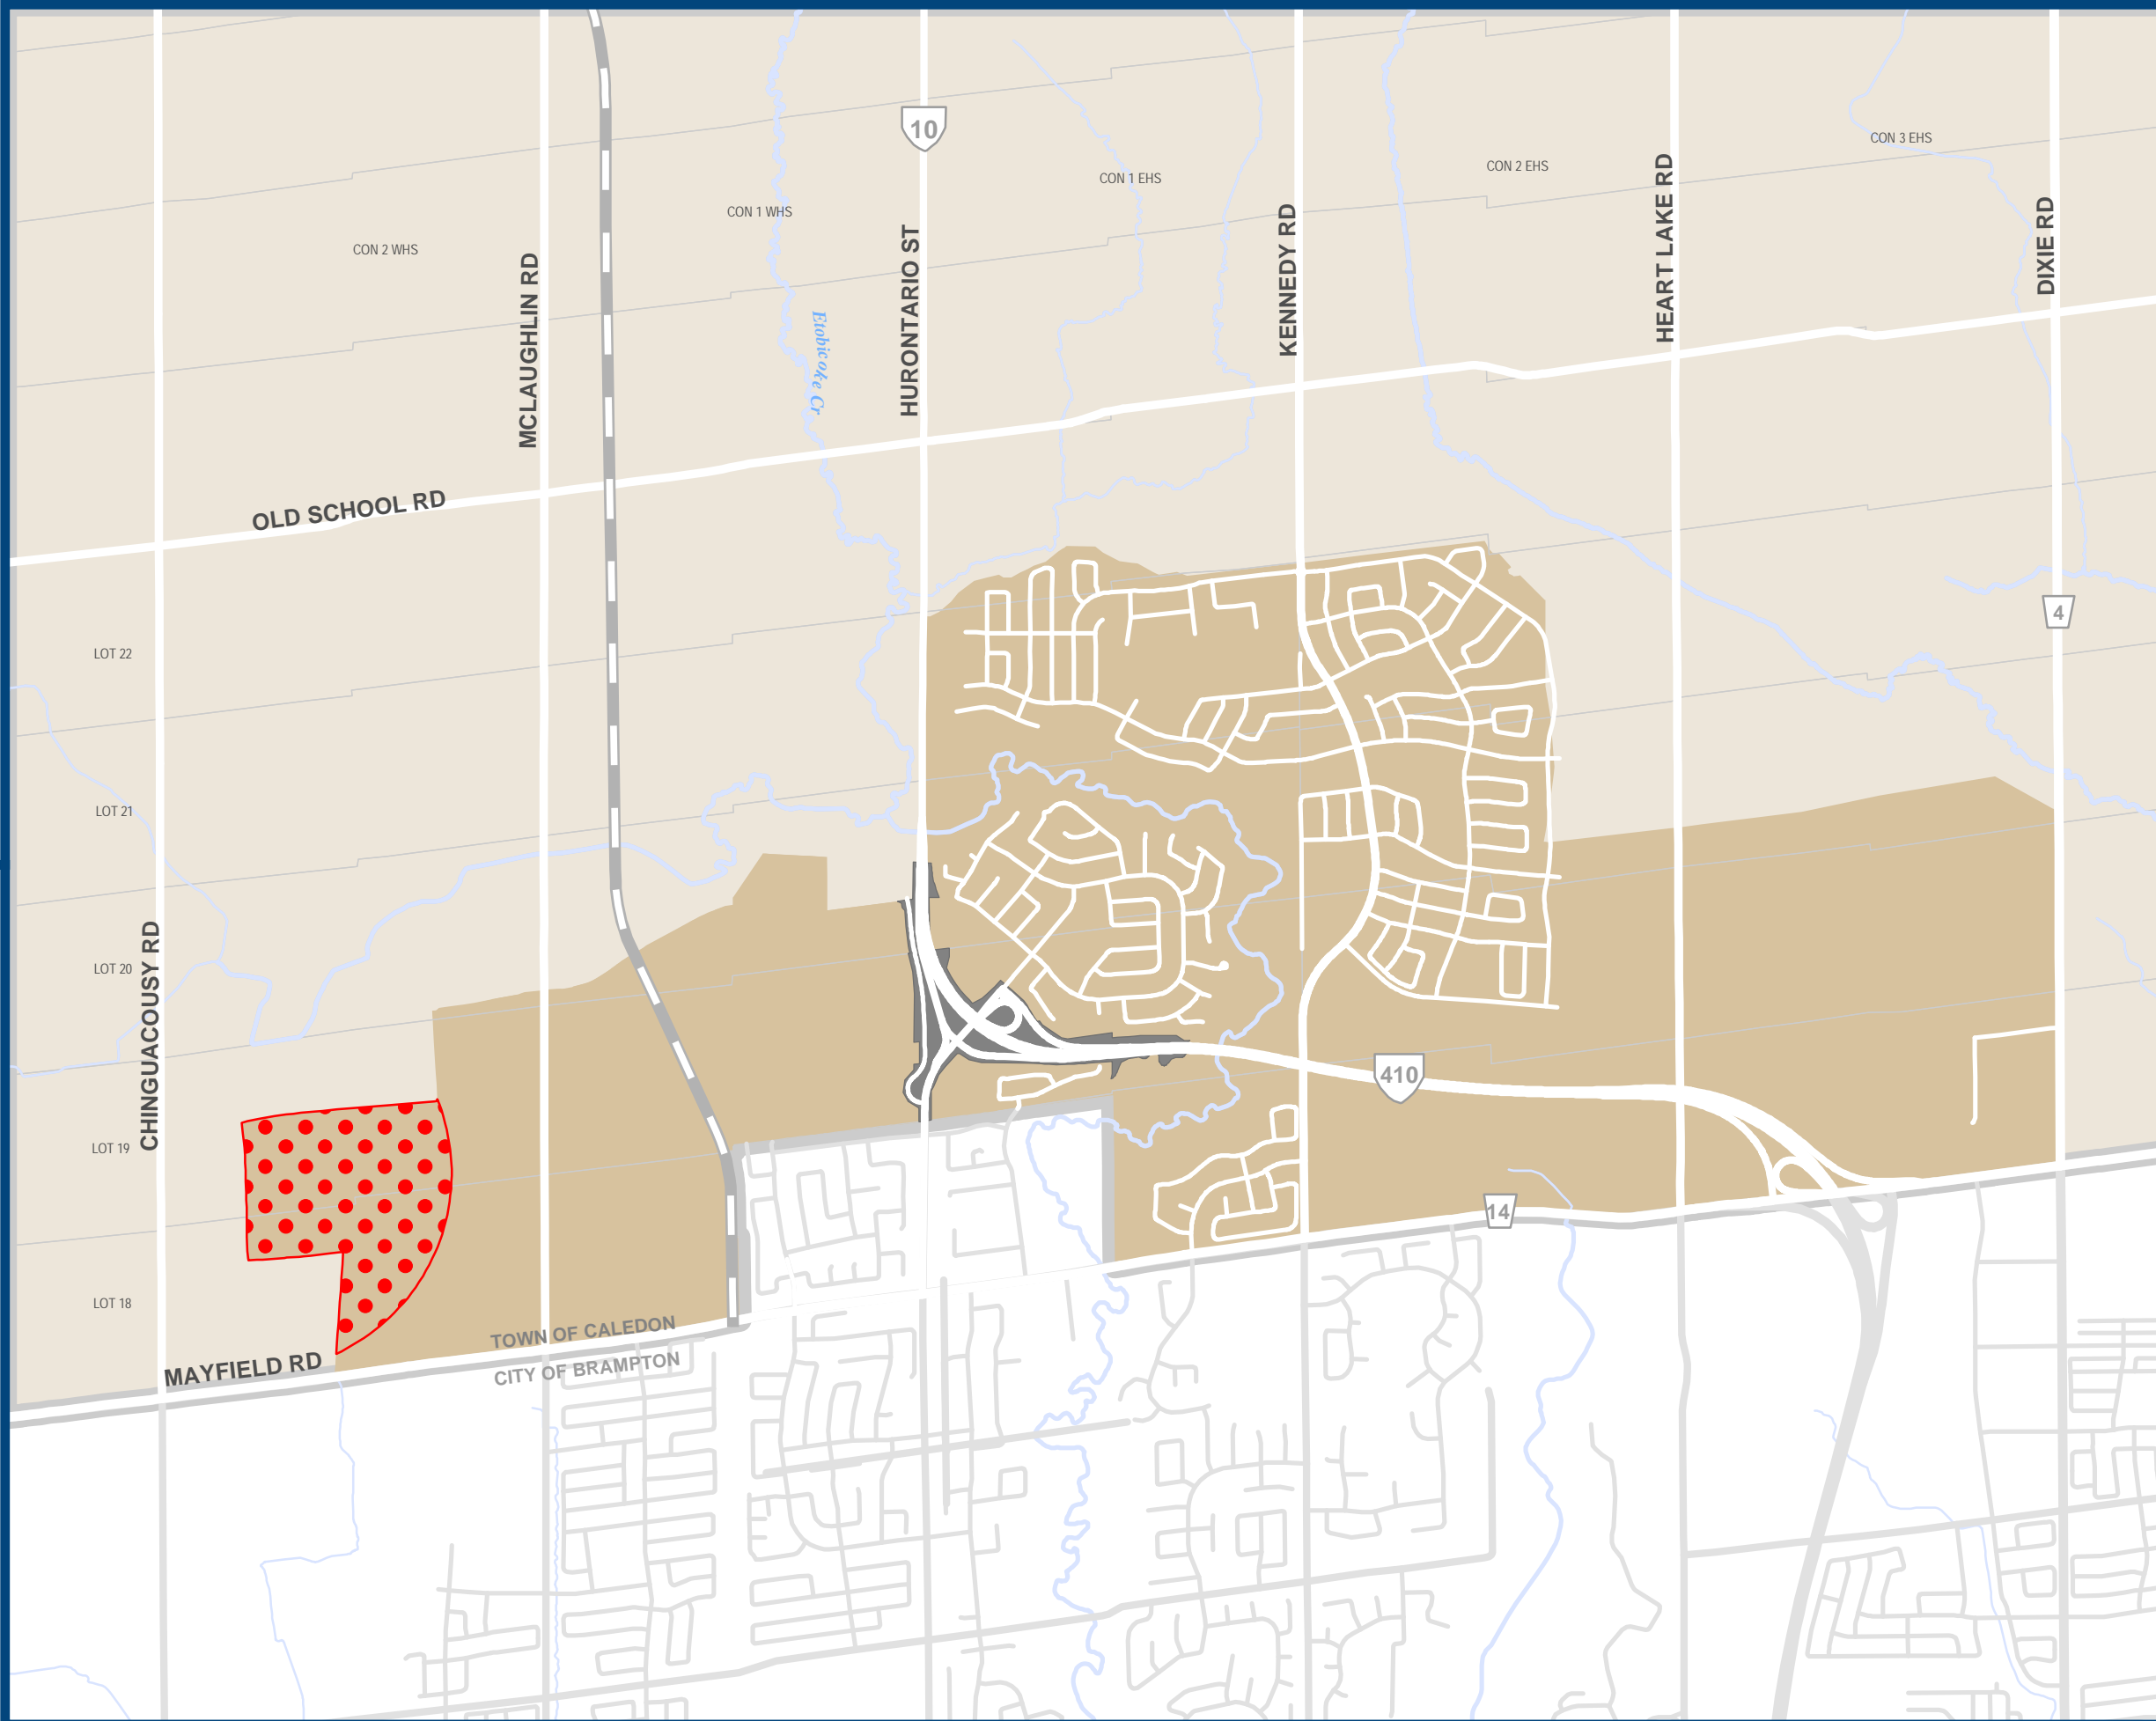 10
CON 3 EHS
CON 2 EHS
CON 1 EHS
CON 1 WHS
CON 2 WHS
MCLAUGHLIN RD
HURONTARIO ST
KENNEDY RD
HEART LAKE RD
DIXIE RD
Etobicoke Cr
OLD SCHOOL RD
4
LOT 22
LOT 21
LOT 20
CHINGUACOUSY RD
410
LOT 19
14
LOT 18
TOWN OF CALEDON
CITY OF BRAMPTON
MAYFIELD RD